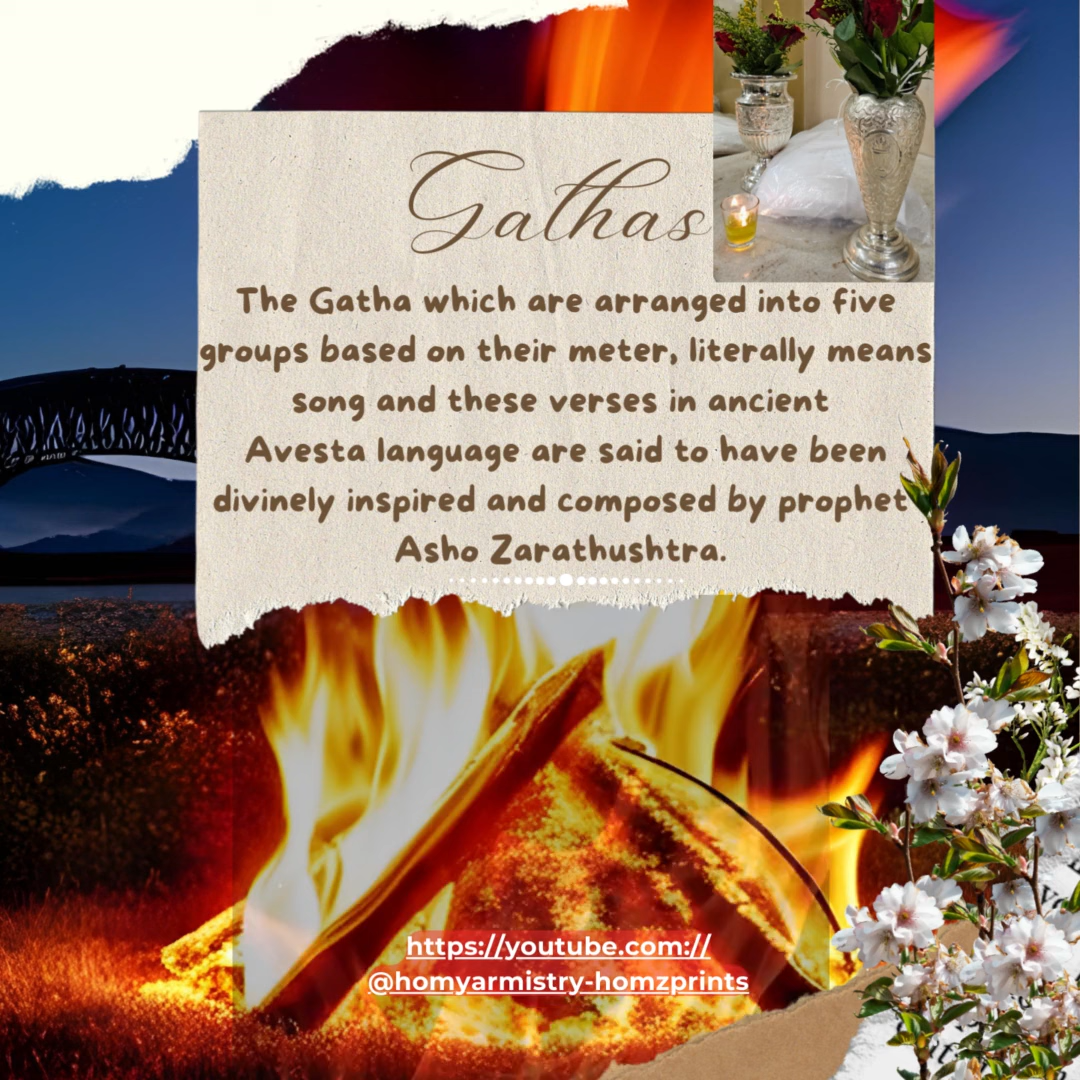 Gathas
The Gatha which are arranged into five
groups based on their meter, literally means
song and these verses in ancient
Avesta language are said to have been
divinely inspired and composed by prophet
Asho Zarathushtra.
https://youtube.com://
@homyarmistry-homzprints